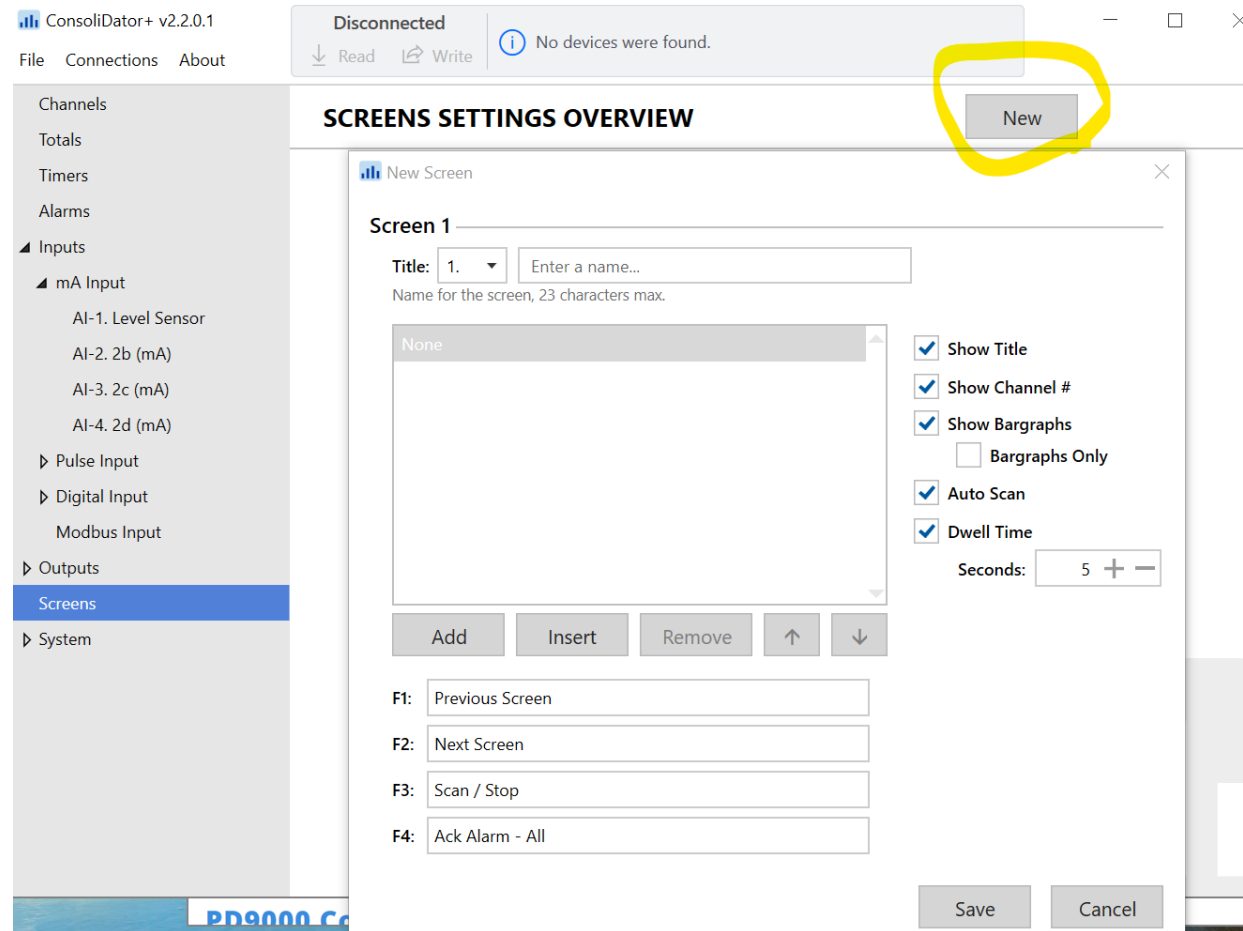 ConsoliDator+ v2.2.0.1
Disconnected
Read Write
No devices were found.
File Connections About
Channels
Totals
Timers
Alarms
Inputs
mA Input
AI-1. Level Sensor
AI-2. 2b (mA)
AI-3. 2c (mA)
AI-4. 2d (mA)
Pulse Input
Digital Input
Modbus Input
Outputs
Screens
System
SCREENS SETTINGS OVERVIEW
New
New Screen
Screen 1
Title: 1. Enter a name...
Name for the screen, 23 characters max.
None
Show Title
Show Channel #
Show Bargraphs
Bargraphs Only
Auto Scan
Dwell Time
Seconds: 5
Add Insert Remove
F1: Previous Screen
F2: Next Screen
F3: Scan / Stop
F4: Ack Alarm - All
Save Cancel
PD9000